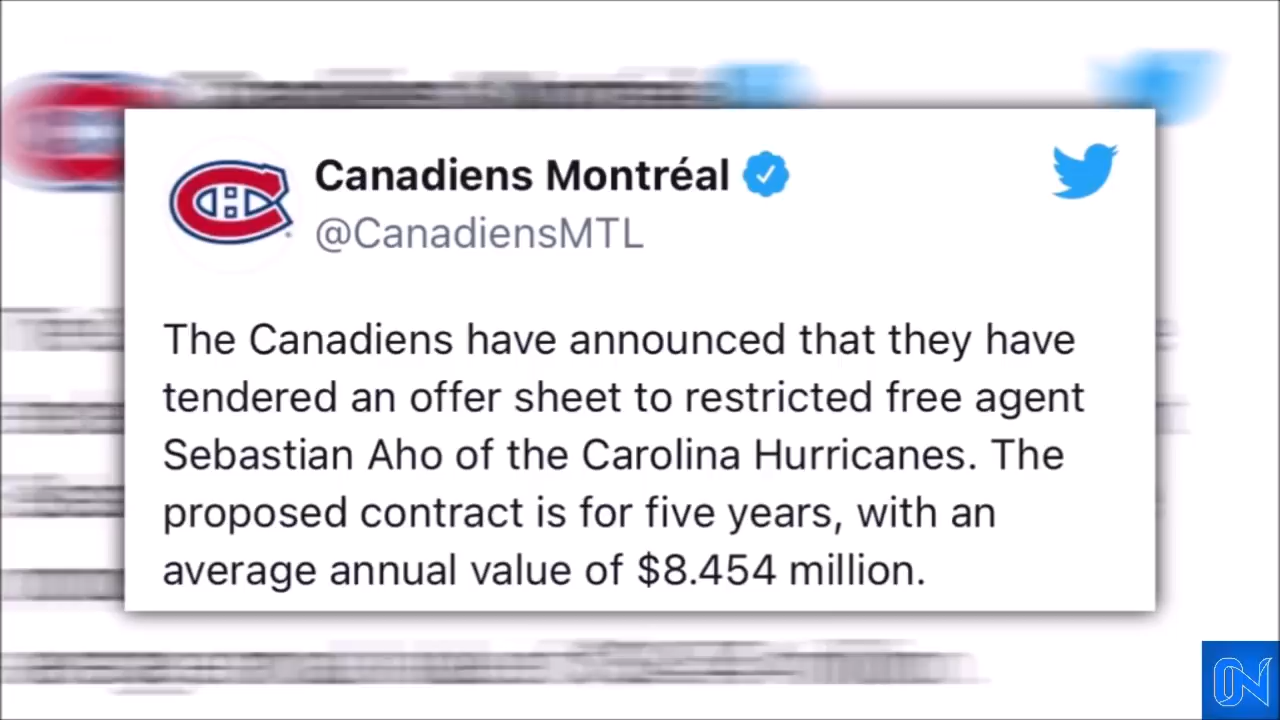 Canadiens Montréal
@CanadiensMTL
The Canadiens have announced that they have
tendered an offer sheet to restricted free agent
Sebastian Aho of the Carolina Hurricanes. The
proposed contract is for five years, with an
average annual value of $8.454 million.
ON